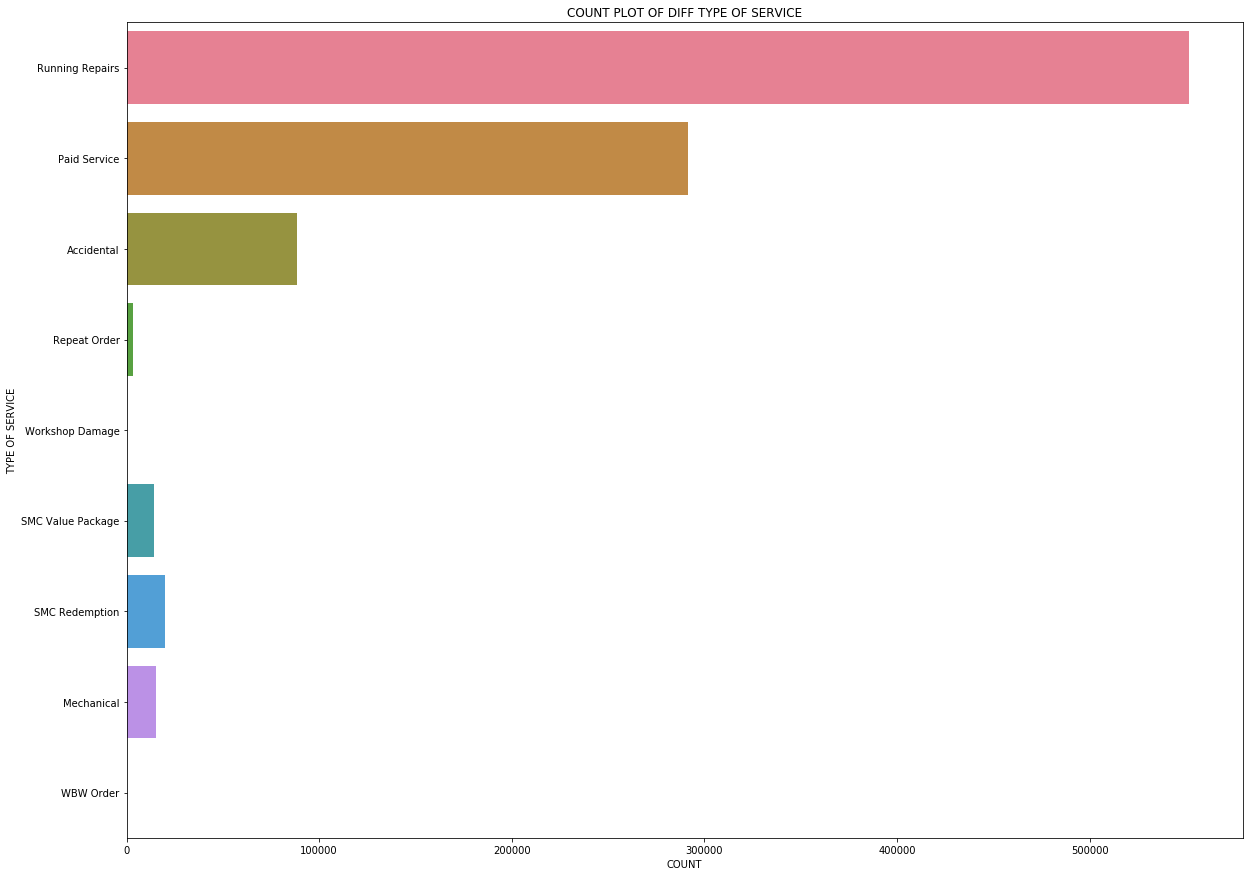 COUNT PLOT OF DIFF TYPE OF SERVICE
TYPE OF SERVICE
Running Repairs
Paid Service
Accidental
Repeat Order
Workshop Damage
SMC Value Package
SMC Redemption
Mechanical
WBW Order
0 100000 200000 300000 400000 500000
COUNT